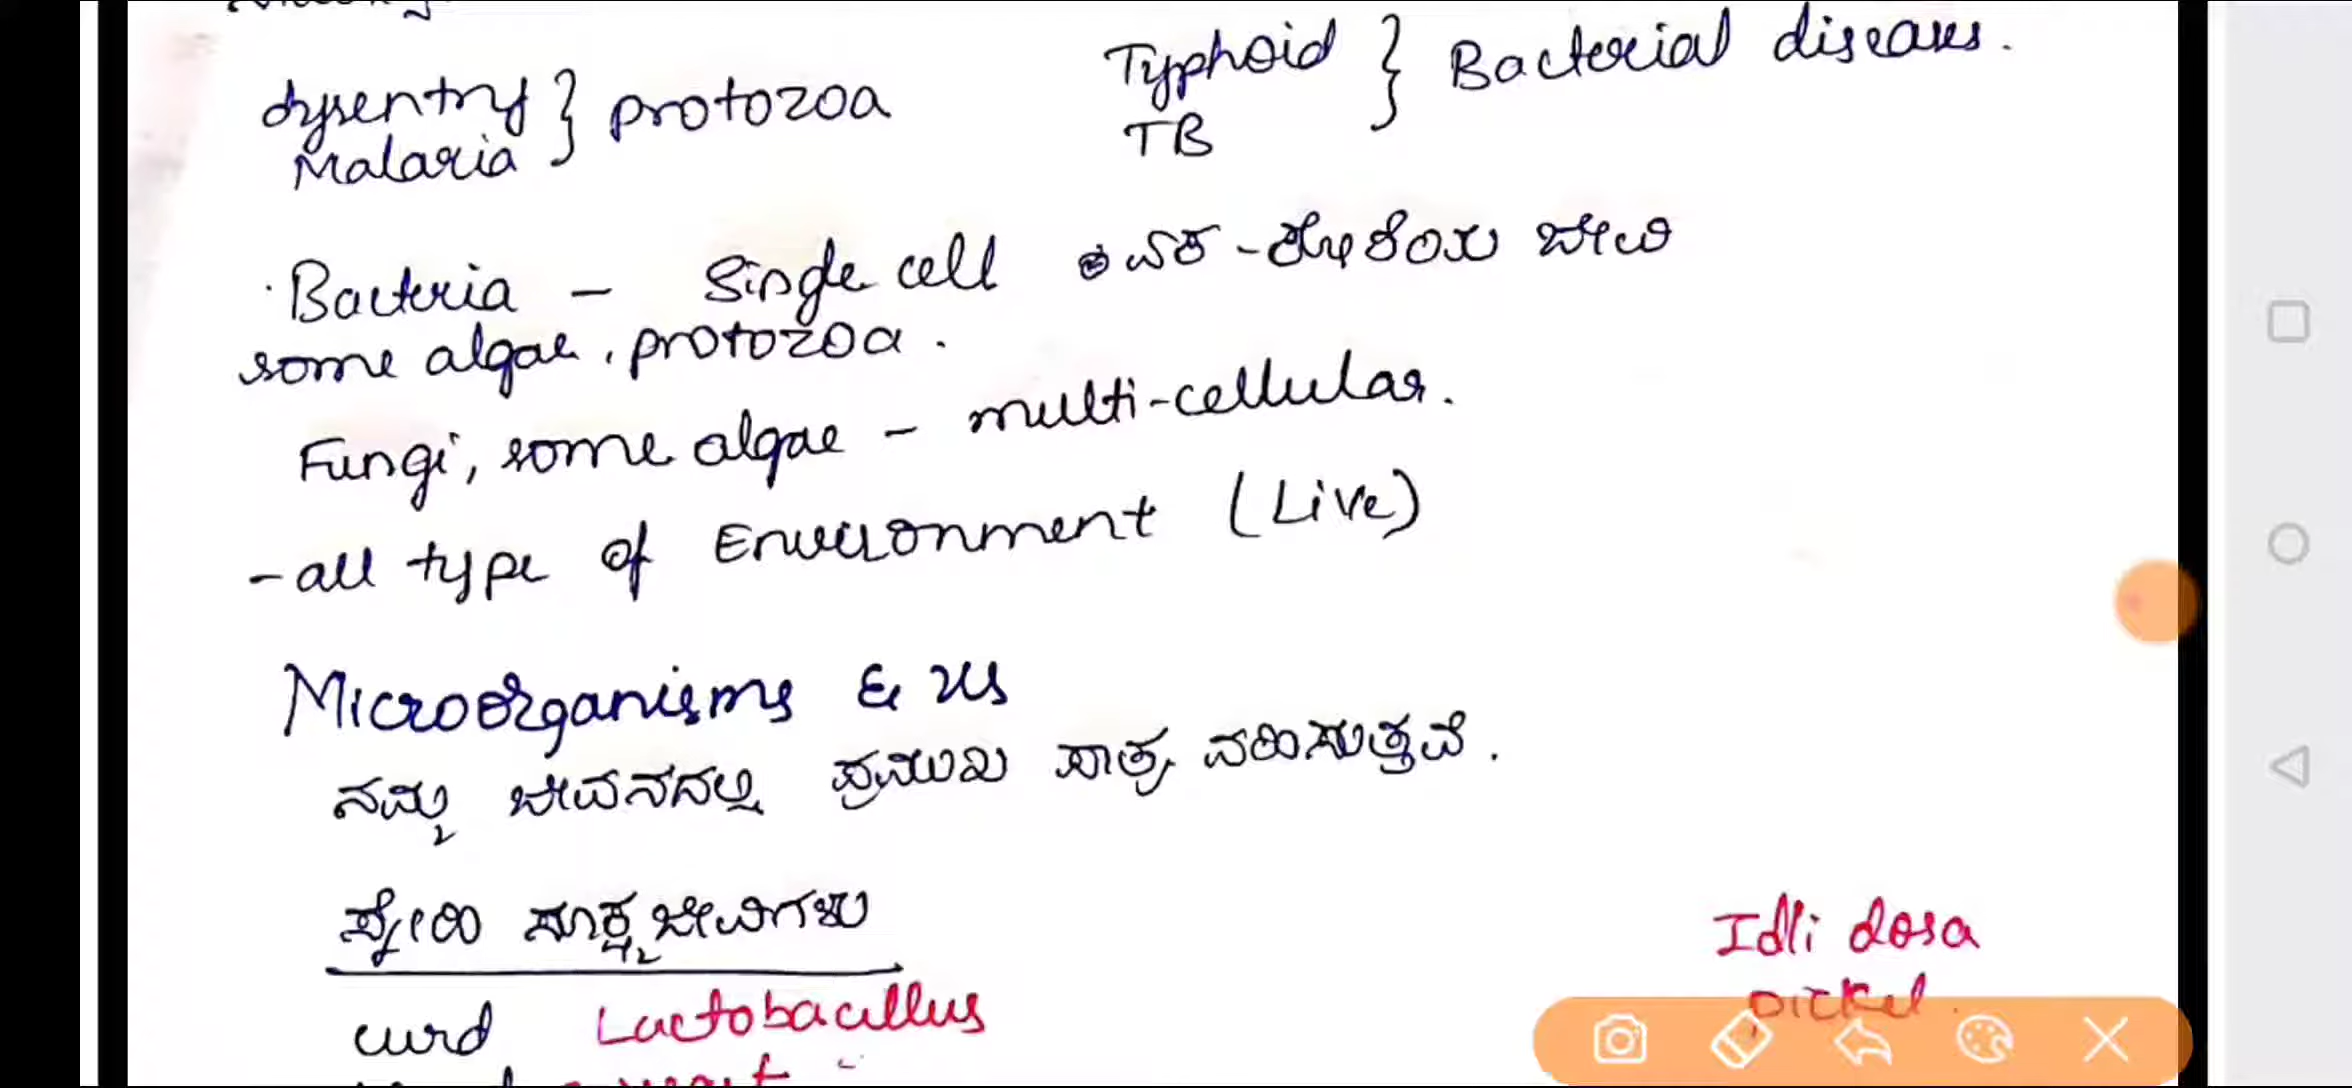 Typhoid } Bacterial diseases.
dysentry } protozoa
Malaria
TB
Bacteria - Single cell ಏಕ-ಕೋಶಿಕೆಯ ಜೀವಿ
some algae, protozoa.
Fungi, some algae - multi-cellular.
- all type of Environment (Live)
Microorganisms & us
ನಮ್ಮ ಜೀವನದಲ್ಲಿ ಪ್ರಮುಖ ಪಾತ್ರ ವಹಿಸುತ್ತವೆ.
ಸ್ನೇಹಿ ಸೂಕ್ಷ್ಮಜೀವಿಗಳು
Idli dosa
pickel.
curd Lactobacillus